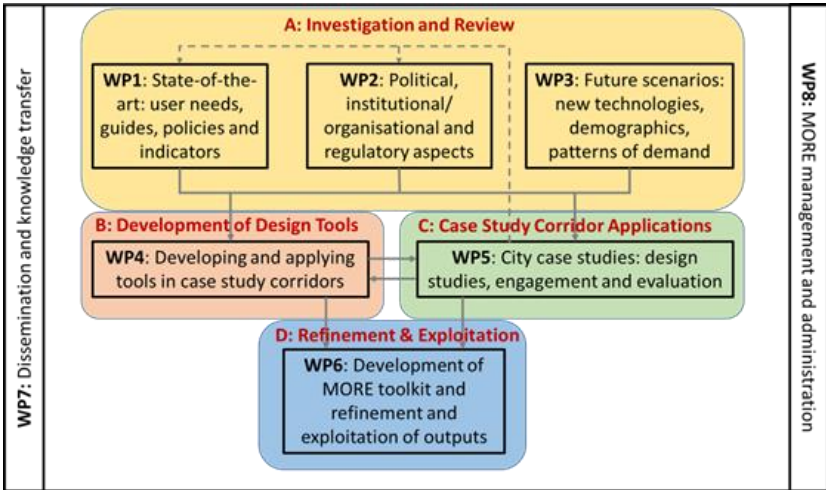 A: Investigation and Review
WP1: State-of-the-
art: user needs,
guides, policies and
indicators
WP2: Political,
institutional/
organisational and
regulatory aspects
WP3: Future scenarios:
new technologies,
demographics,
patterns of demand
B: Development of Design Tools
WP4: Developing and applying
tools in case study corridors
C: Case Study Corridor Applications
WP5: City case studies: design
studies, engagement and evaluation
D: Refinement & Exploitation
WP6: Development of
MORE toolkit and
refinement and
exploitation of outputs
WP7: Dissemination and knowledge transfer
WP8: MORE management and administration